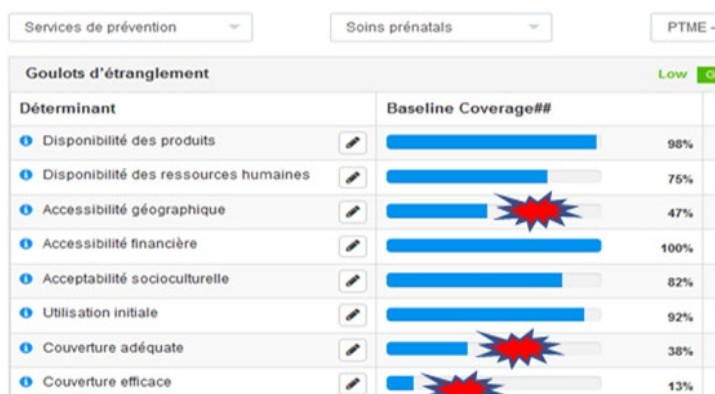 Services de prévention Soins prénatals PTME -
Goulots d'étranglement Low
Déterminant Baseline Coverage##
Disponibilité des produits 98%
Disponibilité des ressources humaines 75%
Accessibilité géographique 47%
Accessibilité financière 100%
Acceptabilité socioculturelle 82%
Utilisation initiale 92%
Couverture adéquate 38%
Couverture efficace 13%